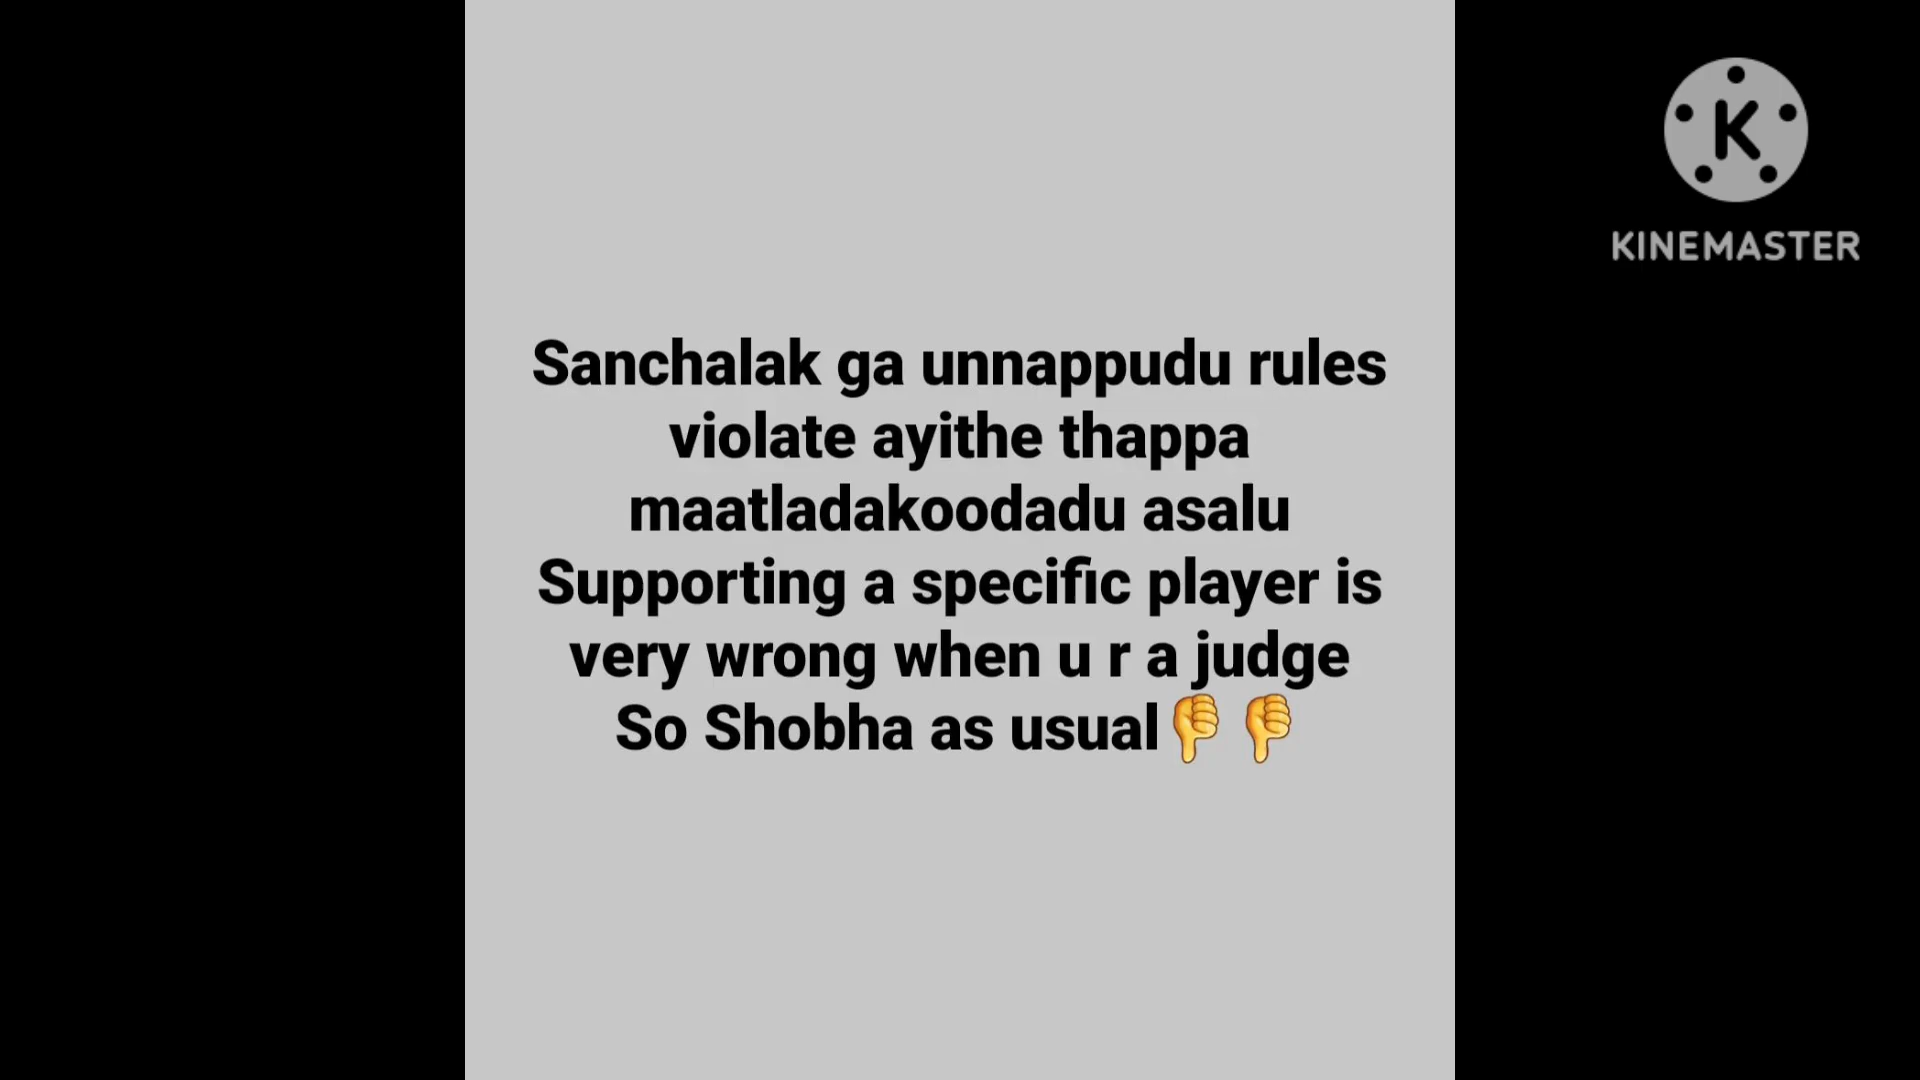 K
KINEMASTER
Sanchalak ga unnappudu rules
violate ayithe thappa
maatladakoodadu asalu
Supporting a specific player is
very wrong when u r a judge
So Shobha as usual👎👎